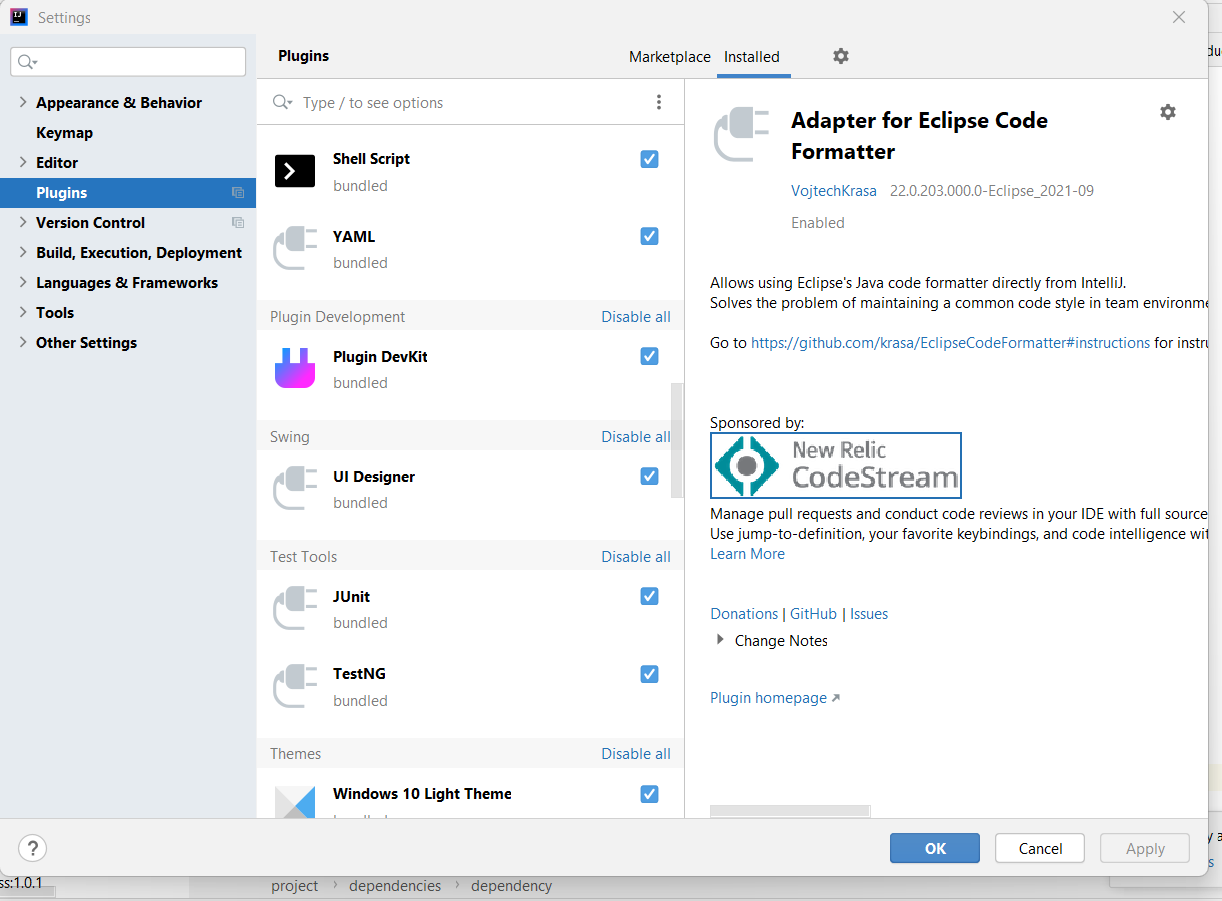 Settings
Plugins
Marketplace Installed
Type / to see options
Appearance & Behavior
Keymap
Editor
Plugins
Version Control
Build, Execution, Deployment
Languages & Frameworks
Tools
Other Settings
Shell Script
bundled
YAML
bundled
Plugin Development Disable all
Plugin DevKit
bundled
Swing Disable all
UI Designer
bundled
Test Tools Disable all
JUnit
bundled
TestNG
bundled
Themes Disable all
Windows 10 Light Theme
Adapter for Eclipse Code
Formatter
VojtechKrasa 22.0.203.000.0-Eclipse_2021-09
Enabled
Allows using Eclipse's Java code formatter directly from IntelliJ.
Solves the problem of maintaining a common code style in team environme
Go to https://github.com/krasa/EclipseCodeFormatter#instructions for instru
Sponsored by:
New Relic
CodeStream
Manage pull requests and conduct code reviews in your IDE with full source
Use jump-to-definition, your favorite keybindings, and code intelligence wit
Learn More
Donations | GitHub | Issues
Change Notes
Plugin homepage
?
OK Cancel Apply
ss:1.0.1
project dependencies dependency